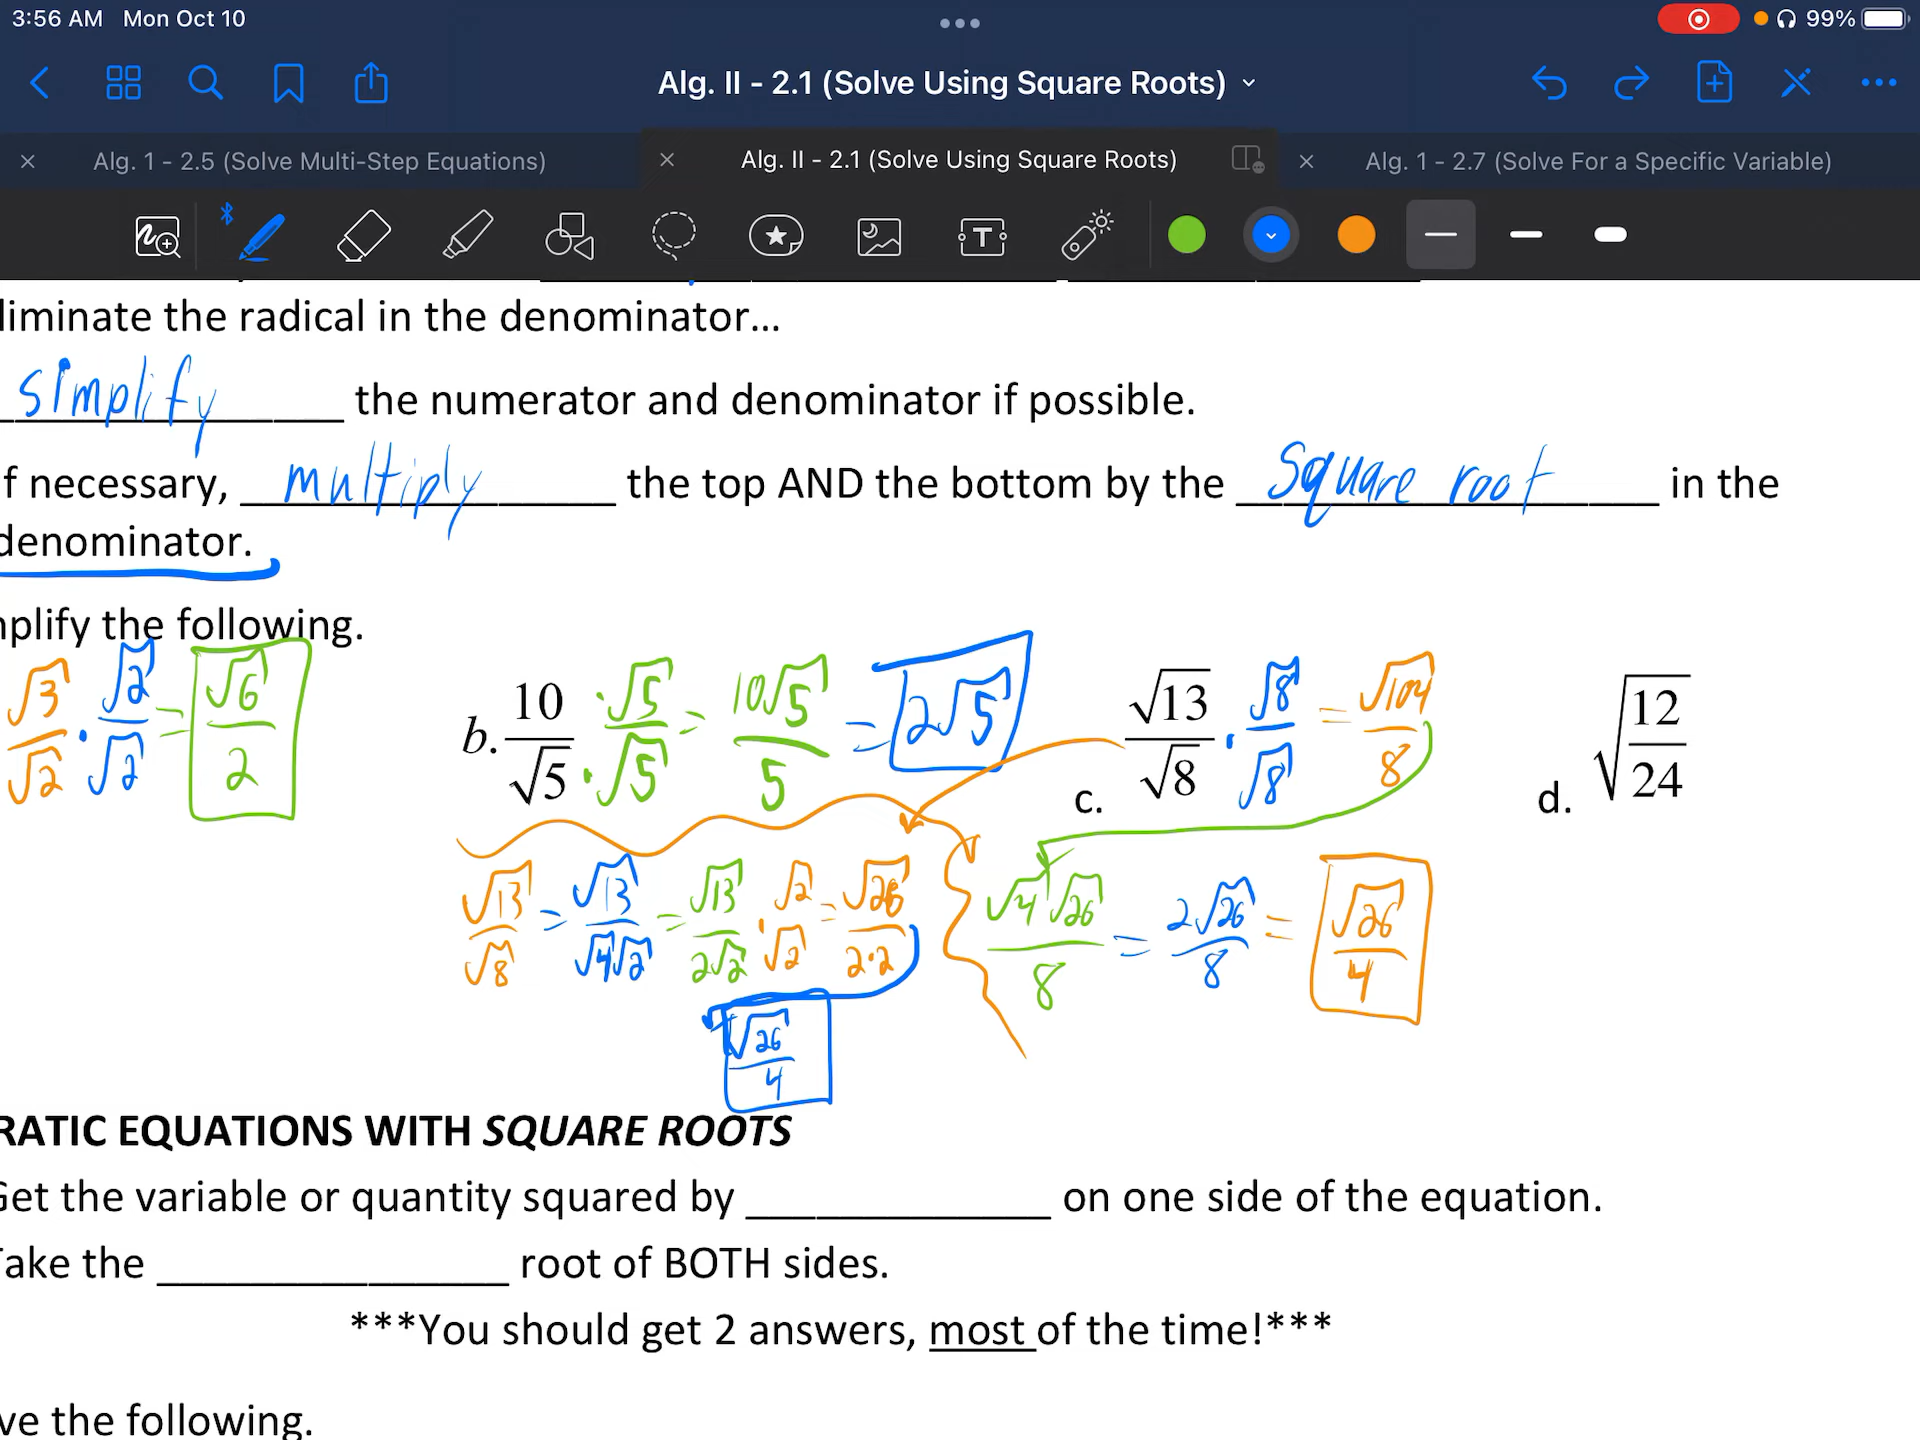 3:56 AM Mon Oct 10 99%
Alg. II - 2.1 (Solve Using Square Roots)
Alg. 1 - 2.5 (Solve Multi-Step Equations) Alg. II - 2.1 (Solve Using Square Roots) Alg. 1 - 2.7 (Solve For a Specific Variable)
liminate the radical in the denominator...
simplify the numerator and denominator if possible.
f necessary, multiply the top AND the bottom by the square root in the
denominator.
nplify the following.
√3/√2 · √2/√2 = √6/2
b. 10/√5 · √5/√5 = 10√5/5 = 2√5
c. √13/√8 · √8/√8 = √104/8
d. √(12/24)
√13/√8 = √13/√4√2 = √13/2√2 · √2/√2 = √26/2·2
√26/4
√4√26/8 = 2√26/8 = √26/4
RATIC EQUATIONS WITH SQUARE ROOTS
Get the variable or quantity squared by ____________ on one side of the equation.
Take the ______________ root of BOTH sides.
***You should get 2 answers, most of the time!***
ve the following.